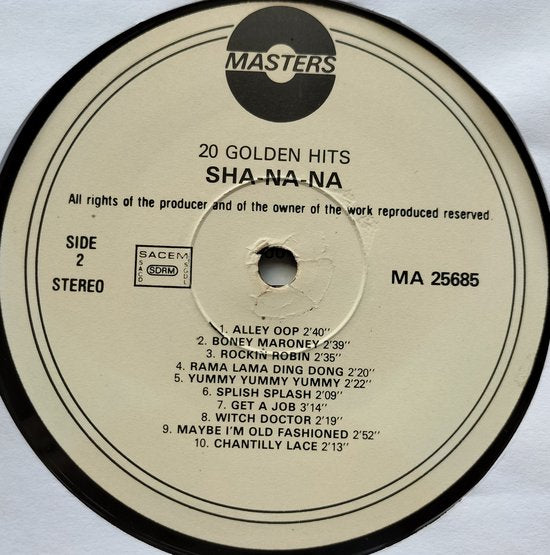 MASTERS
20 GOLDEN HITS
SHA-NA-NA
All rights of the producer and of the owner of the work reproduced reserved.
SIDE
2
STEREO
SACEM
SDRM
MA 25685
1. ALLEY OOP 2'40''
2. BONEY MARONEY 2'39''
3. ROCKIN ROBIN 2'35''
4. RAMA LAMA DING DONG 2'20''
5. YUMMY YUMMY YUMMY 2'22''
6. SPLISH SPLASH 2'09''
7. GET A JOB 3'14''
8. WITCH DOCTOR 2'19''
9. MAYBE I'M OLD FASHIONED 2'52''
10. CHANTILLY LACE 2'13''